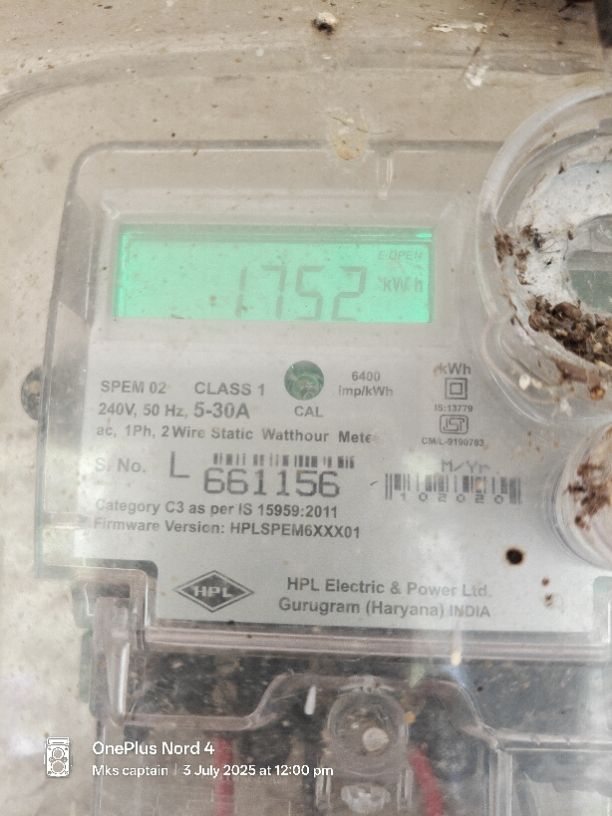 E-OPEN
1752 kWh
SPEM 02 CLASS 1
6400
imp/kWh
kWh
240V, 50 Hz, 5-30A
CAL
IS:13779
ac, 1Ph, 2 Wire Static Watthour Mete
CM/L-9190783
S. No. L 661156
M/Yr
102020
Category C3 as per IS 15959:2011
Firmware Version: HPLSPEM6XXX01
HPL
HPL Electric & Power Ltd.
Gurugram (Haryana) INDIA
OnePlus Nord 4
Mks captain | 3 July 2025 at 12:00 pm